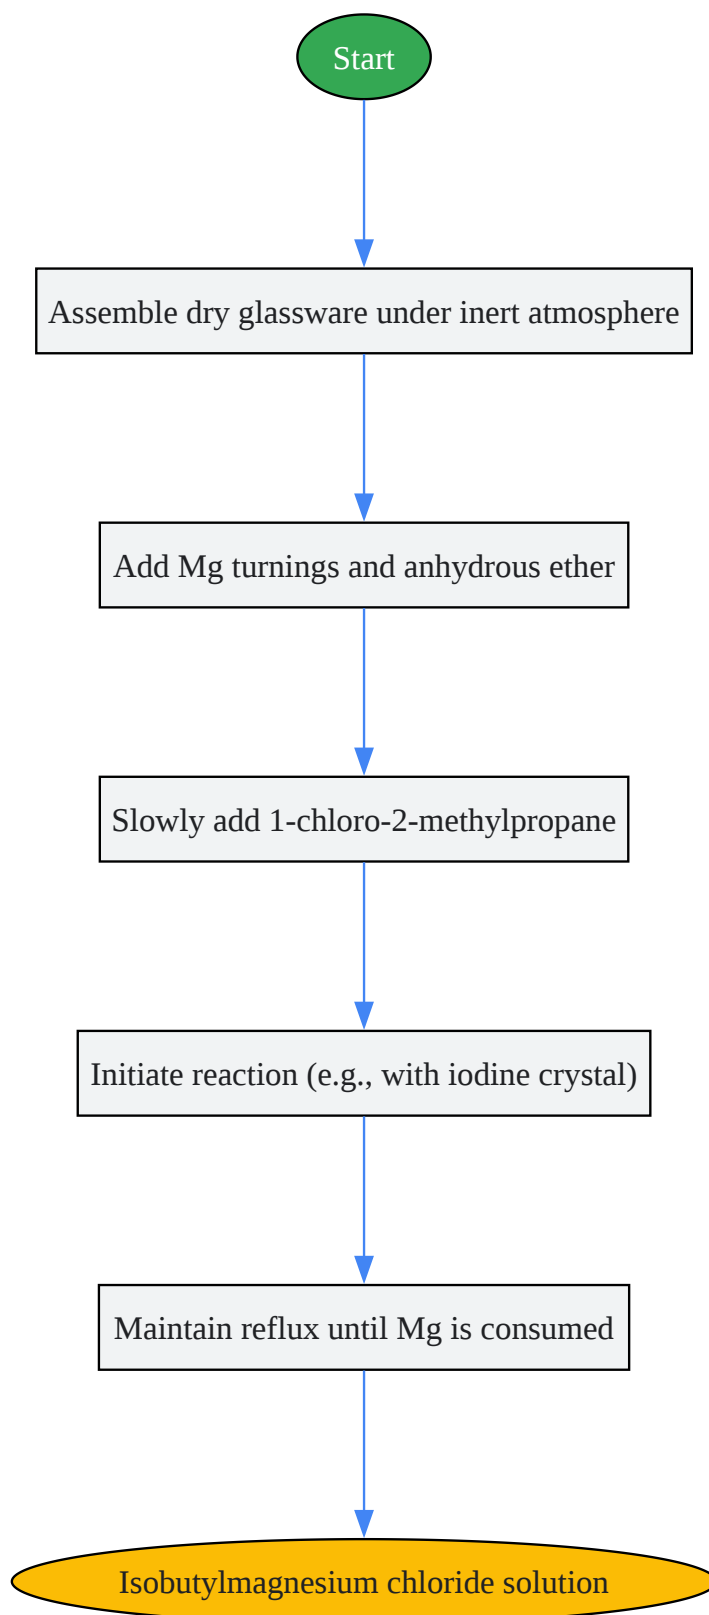 Start
Assemble dry glassware under inert atmosphere
Add Mg turnings and anhydrous ether
Slowly add 1-chloro-2-methylpropane
Initiate reaction (e.g., with iodine crystal)
Maintain reflux until Mg is consumed
Isobutylmagnesium chloride solution